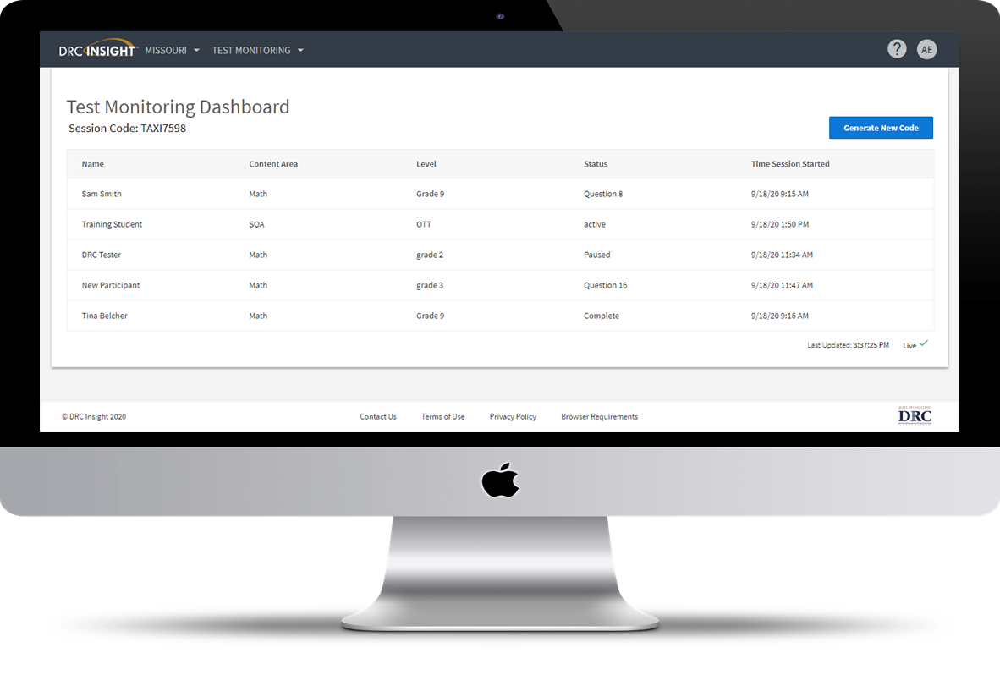 DRC INSIGHT MISSOURI TEST MONITORING ? AE
Test Monitoring Dashboard
Session Code: TAXI7598
Generate New Code
Name Content Area Level Status Time Session Started
Sam Smith Math Grade 9 Question 8 9/18/20 9:15 AM
Training Student SQA OTT active 9/18/20 1:50 PM
DRC Tester Math grade 2 Paused 9/18/20 11:34 AM
New Participant Math grade 3 Question 16 9/18/20 11:47 AM
Tina Belcher Math Grade 9 Complete 9/18/20 9:16 AM
Last Updated: 3:37:25 PM Live
© DRC Insight 2020 Contact Us Terms of Use Privacy Policy Browser Requirements
DRC
CORPORATION